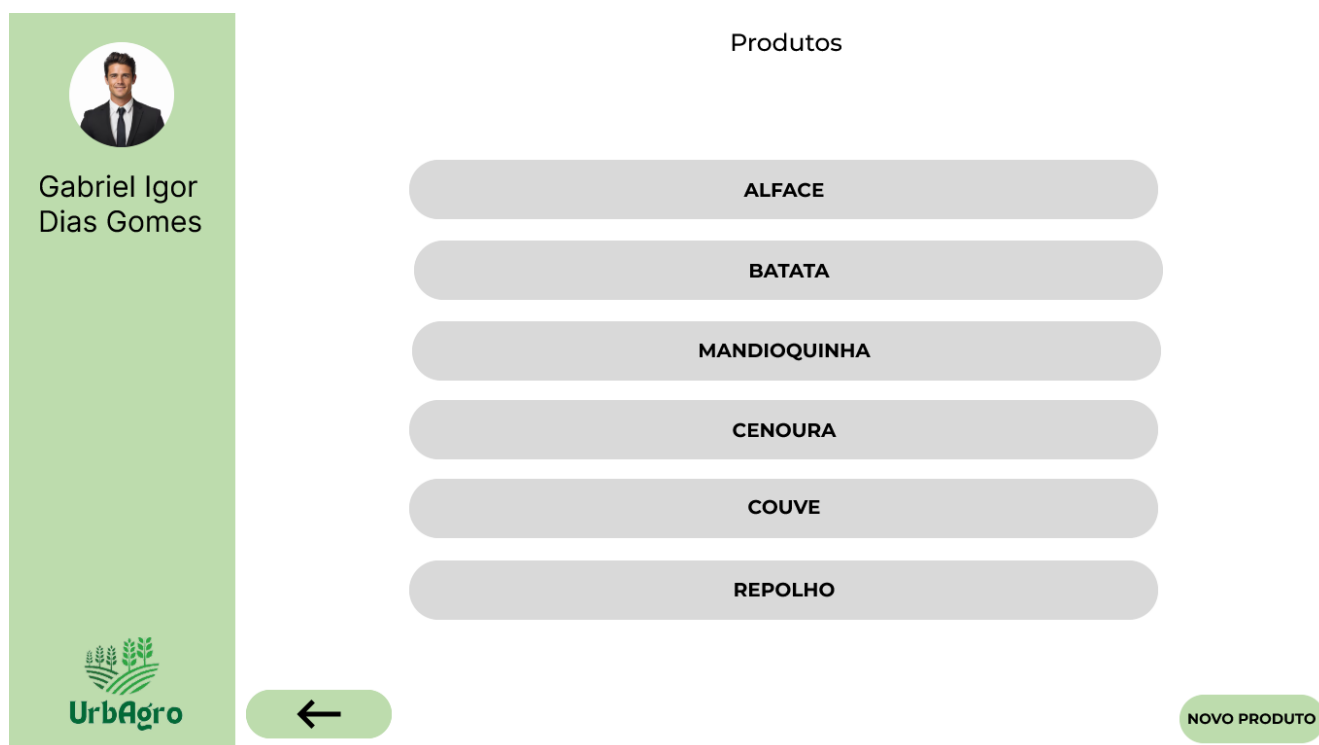 Produtos
Gabriel Igor
Dias Gomes
ALFACE
BATATA
MANDIOQUINHA
CENOURA
COUVE
REPOLHO
UrbAgro
NOVO PRODUTO